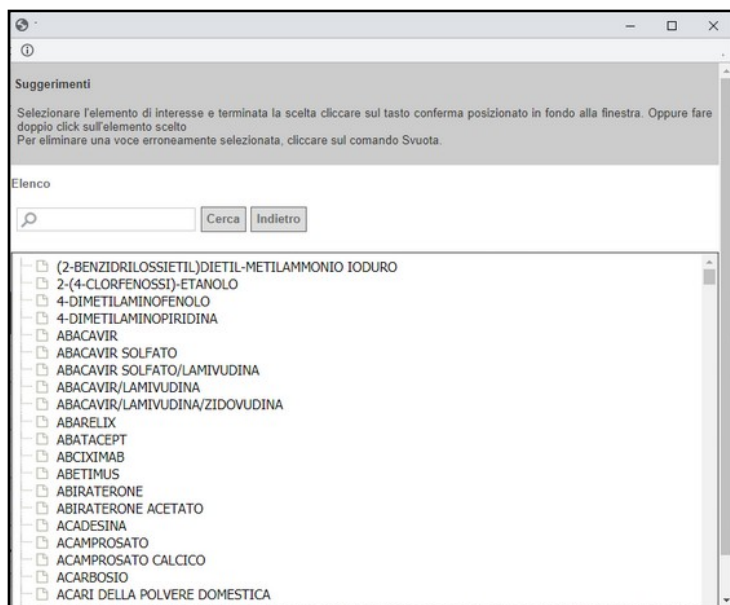 Suggerimenti
Selezionare l'elemento di interesse e terminata la scelta cliccare sul tasto conferma posizionato in fondo alla finestra. Oppure fare
doppio click sull'elemento scelto
Per eliminare una voce erroneamente selezionata, cliccare sul comando Svuota.
Elenco
Cerca Indietro
(2-BENZIDRILOSSIETIL)DIETIL-METILAMMONIO IODURO
2-(4-CLORFENOSSI)-ETANOLO
4-DIMETILAMINOFENOLO
4-DIMETILAMINOPIRIDINA
ABACAVIR
ABACAVIR SOLFATO
ABACAVIR SOLFATO/LAMIVUDINA
ABACAVIR/LAMIVUDINA
ABACAVIR/LAMIVUDINA/ZIDOVUDINA
ABARELIX
ABATACEPT
ABCIXIMAB
ABETIMUS
ABIRATERONE
ABIRATERONE ACETATO
ACADESINA
ACAMPROSATO
ACAMPROSATO CALCICO
ACARBOSIO
ACARI DELLA POLVERE DOMESTICA